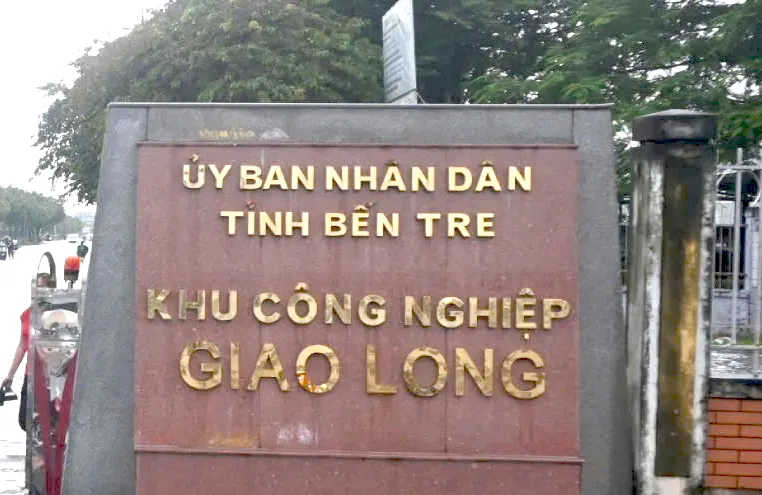 ỦY BAN NHÂN DÂN
TỈNH BẾN TRE
KHU CÔNG NGHIỆP
GIAO LONG